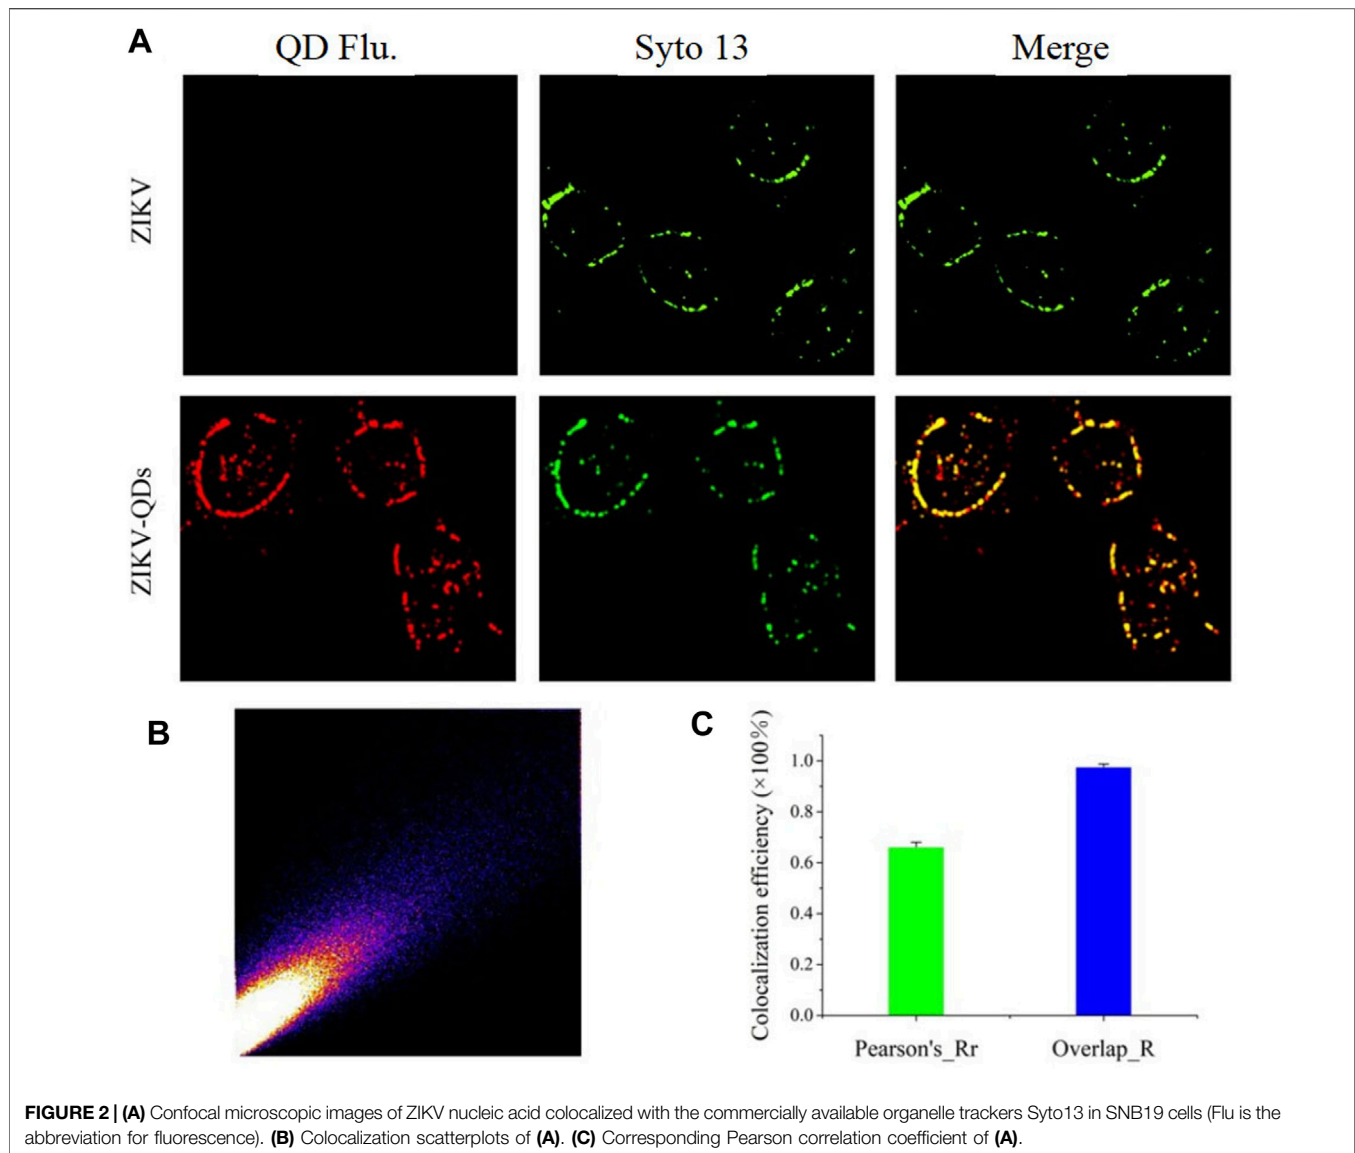 A
QD Flu.
Syto 13
Merge
ZIKV
ZIKV-QDs
B
C
Colocalization efficiency (×100%)
1.0
0.8
0.6
0.4
0.2
0.0
Pearson's_Rr
Overlap_R
FIGURE 2 | (A) Confocal microscopic images of ZIKV nucleic acid colocalized with the commercially available organelle trackers Syto13 in SNB19 cells (Flu is the
abbreviation for fluorescence). (B) Colocalization scatterplots of (A). (C) Corresponding Pearson correlation coefficient of (A).